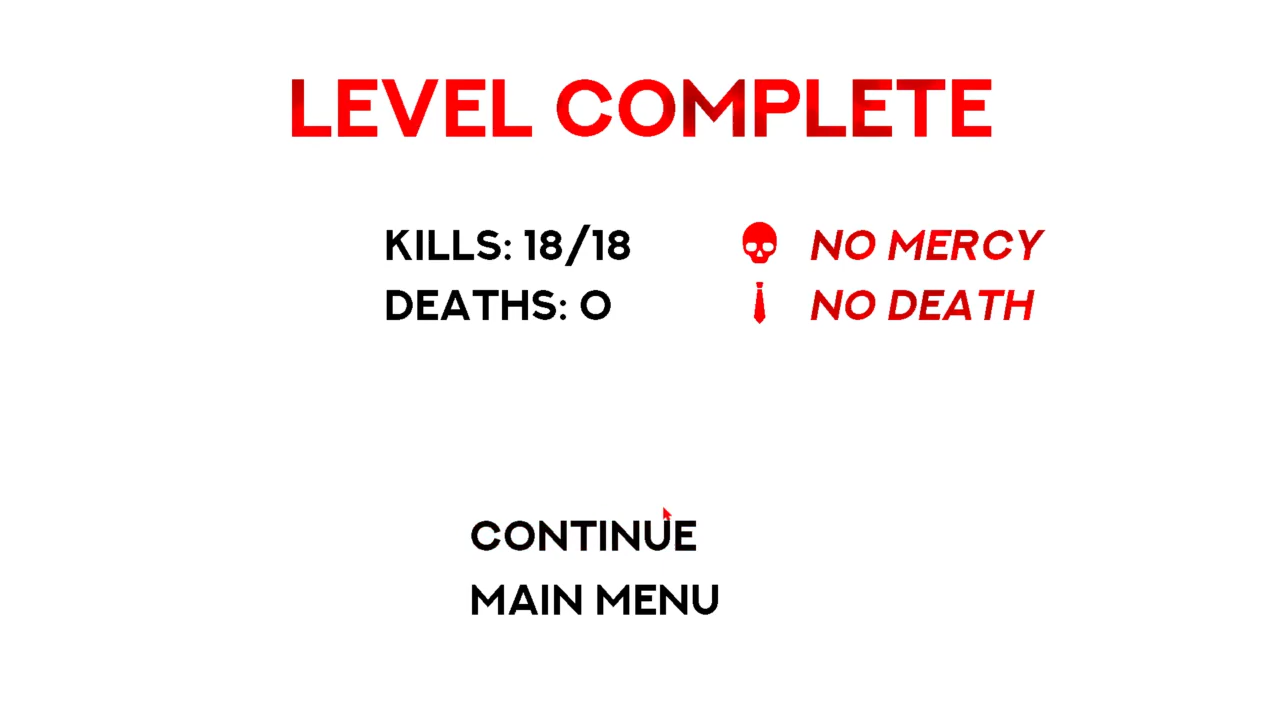 LEVEL COMPLETE
KILLS: 18/18
NO MERCY
DEATHS: 0
NO DEATH
CONTINUE
MAIN MENU